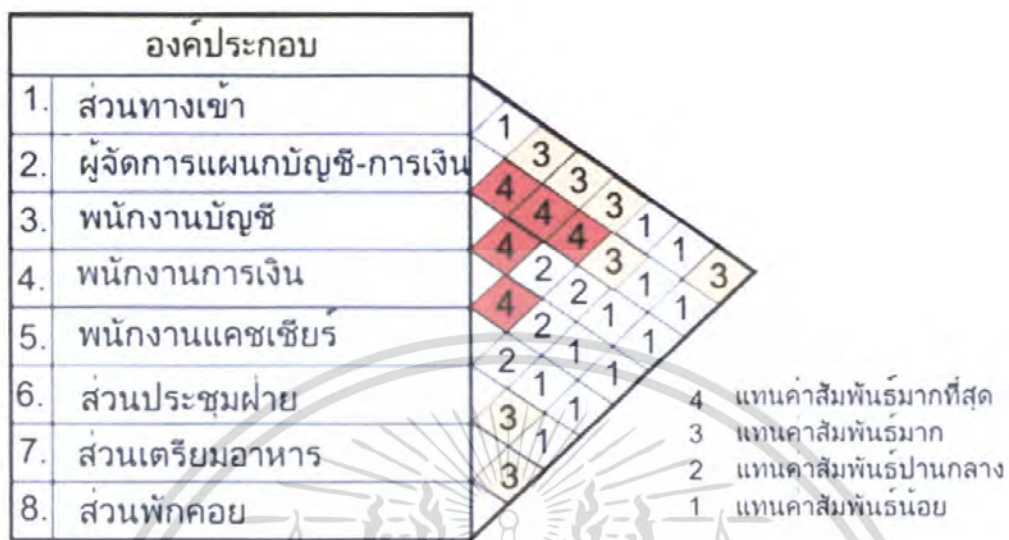 องค์ประกอบ
1. ส่วนทางเข้า
2. ผู้จัดการแผนกบัญชี-การเงิน
3. พนักงานบัญชี
4. พนักงานการเงิน
5. พนักงานแคชเชียร์
6. ส่วนประชุมฝ่าย
7. ส่วนเตรียมอาหาร
8. ส่วนพักคอย
1 3 3 3 1 1 3
4 4 4 3 1 1
4 2 2 1 1
4 2 1 1
2 1 1
3 1
3
4 แทนค่าสัมพันธ์มากที่สุด
3 แทนค่าสัมพันธ์มาก
2 แทนค่าสัมพันธ์ปานกลาง
1 แทนค่าสัมพันธ์น้อย